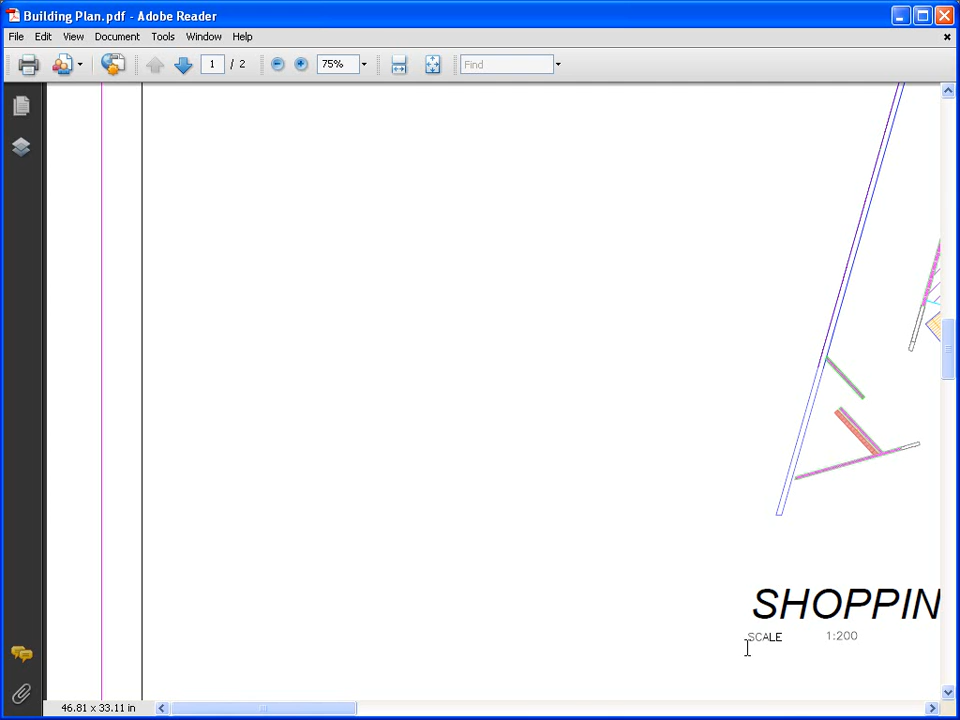 Building Plan.pdf - Adobe Reader
File Edit View Document Tools Window Help
1 / 2 75% Find
SHOPPIN
SCALE 1:200
46.81 x 33.11 in